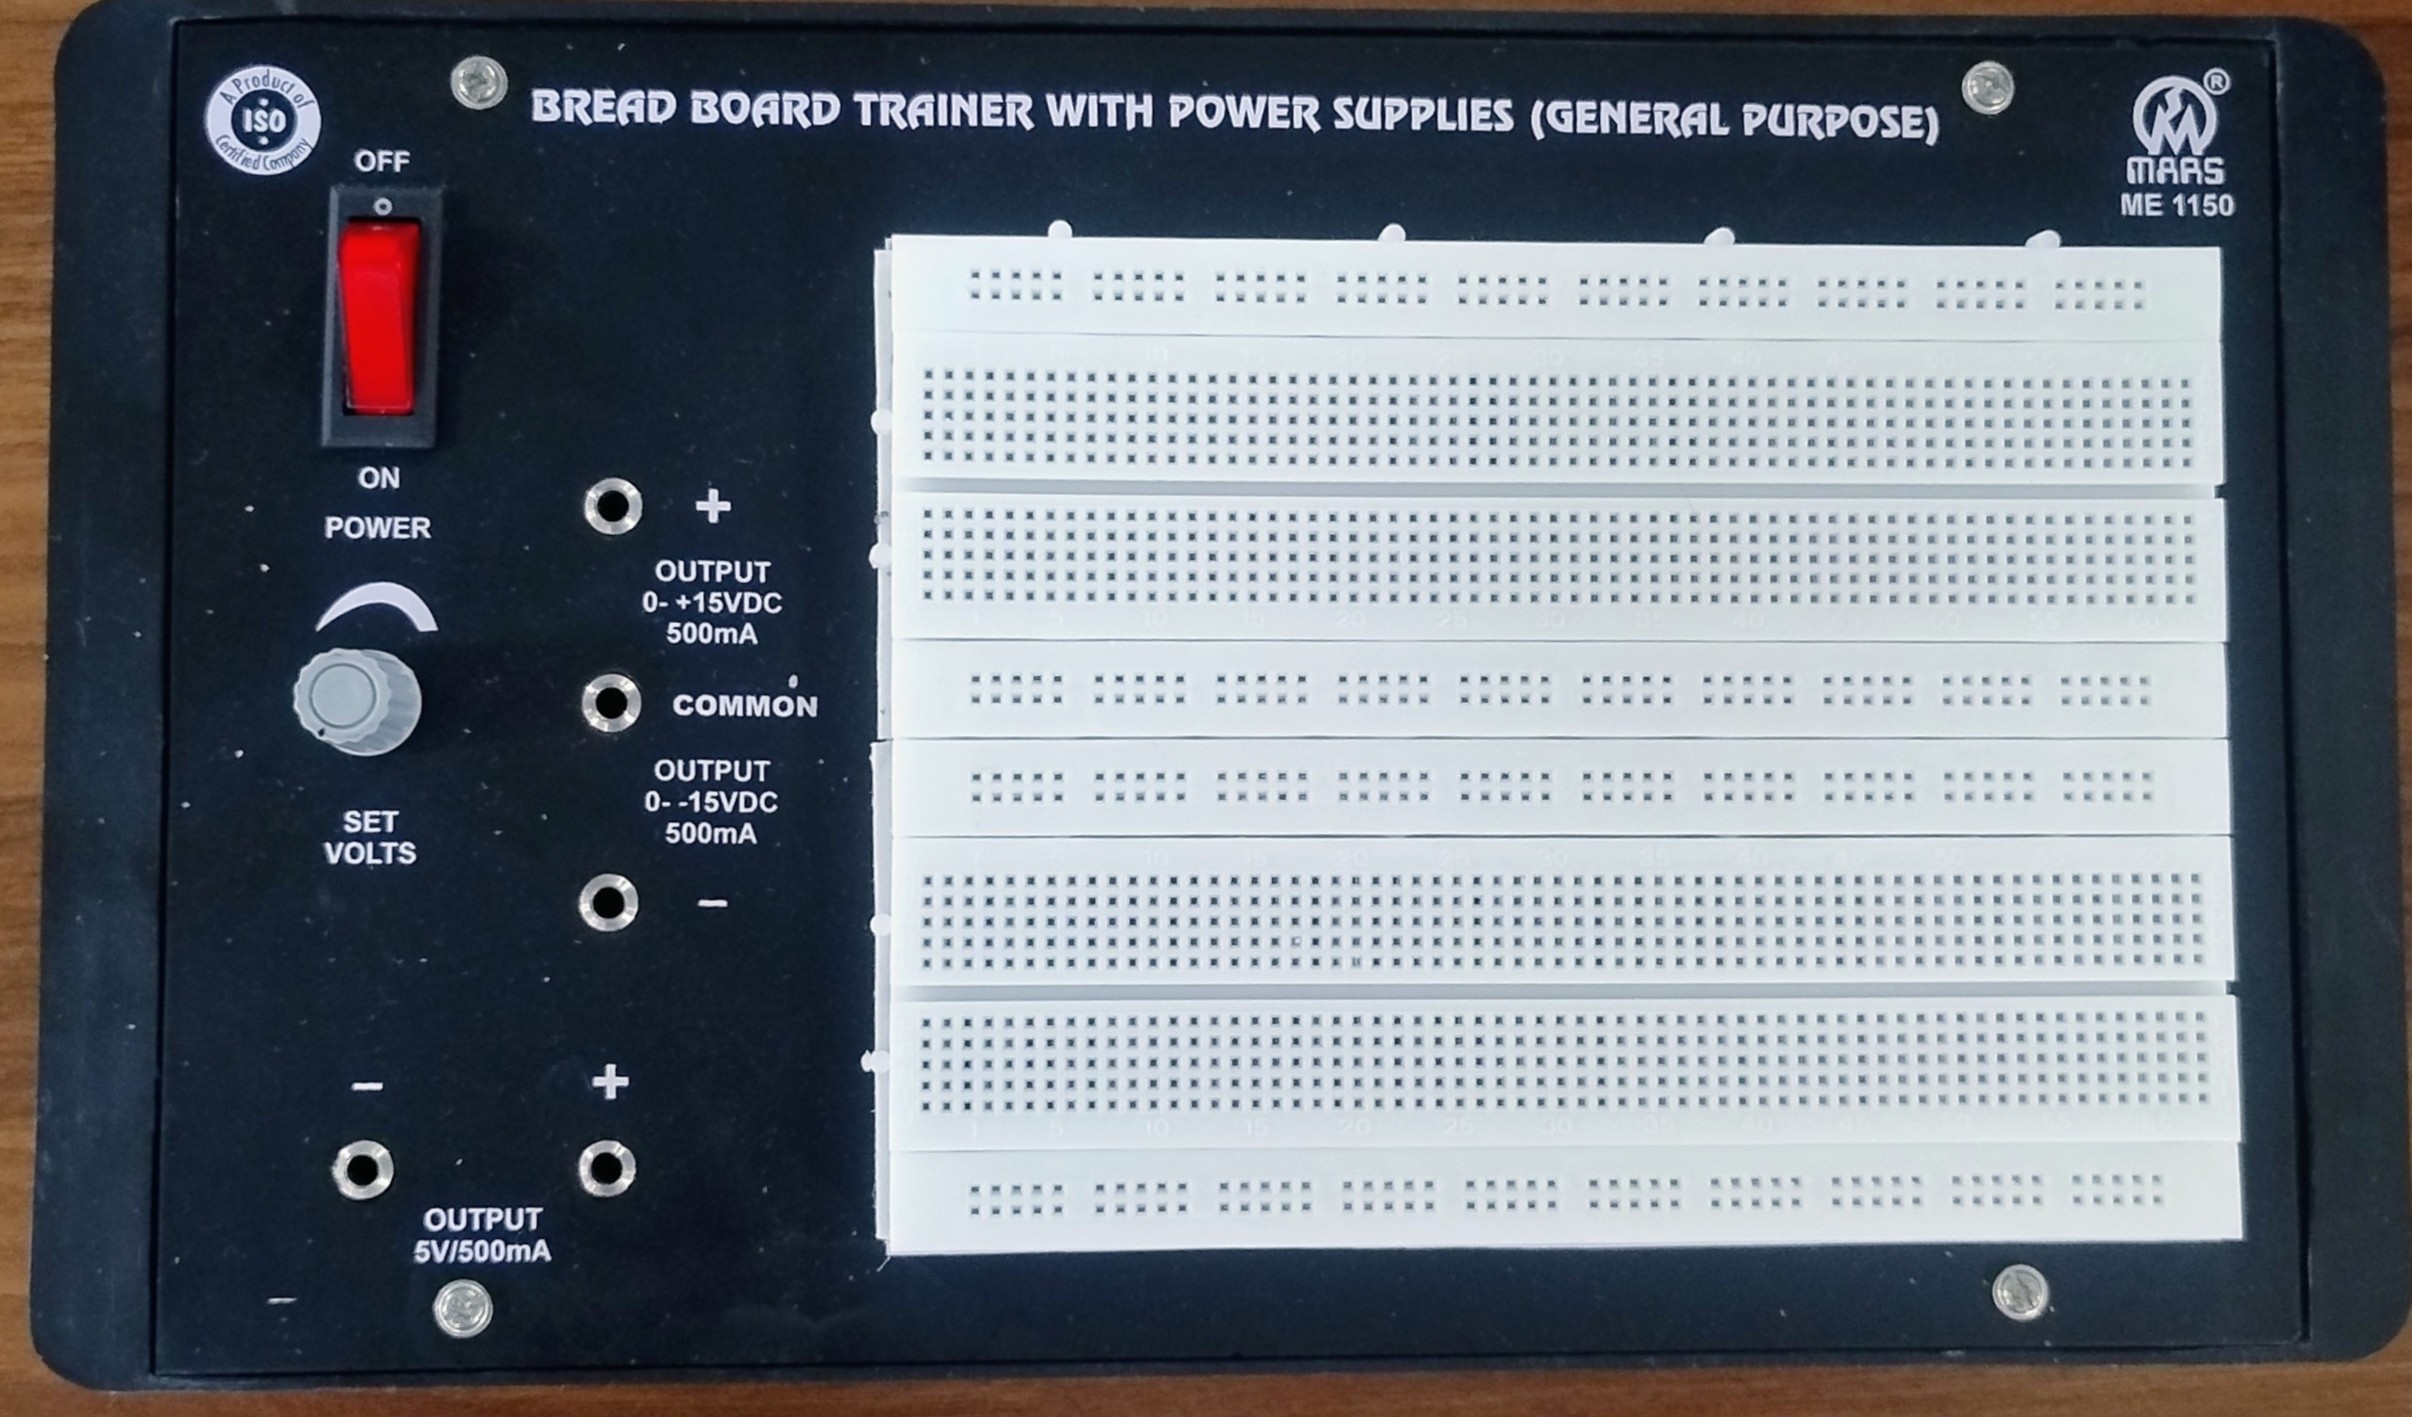 A Product of
ISO
Certified Company
BREAD BOARD TRAINER WITH POWER SUPPLIES (GENERAL PURPOSE)
®
MARS
ME 1150
OFF
ON
POWER
+
OUTPUT
0- +15VDC
500mA
COMMON
OUTPUT
0- -15VDC
500mA
−
SET
VOLTS
− +
OUTPUT
5V/500mA